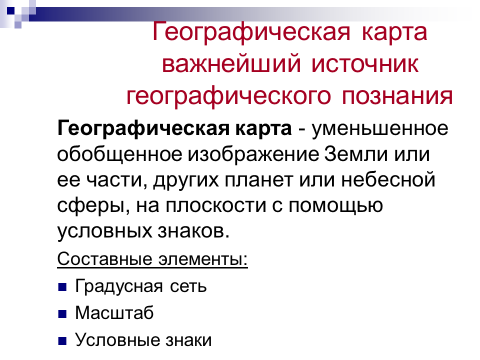 Географическая карта
важнейший источник
географического познания
Географическая карта - уменьшенное
обобщенное изображение Земли или
ее части, других планет или небесной
сферы, на плоскости с помощью
условных знаков.
Составные элементы:
Градусная сеть
Масштаб
Условные знаки